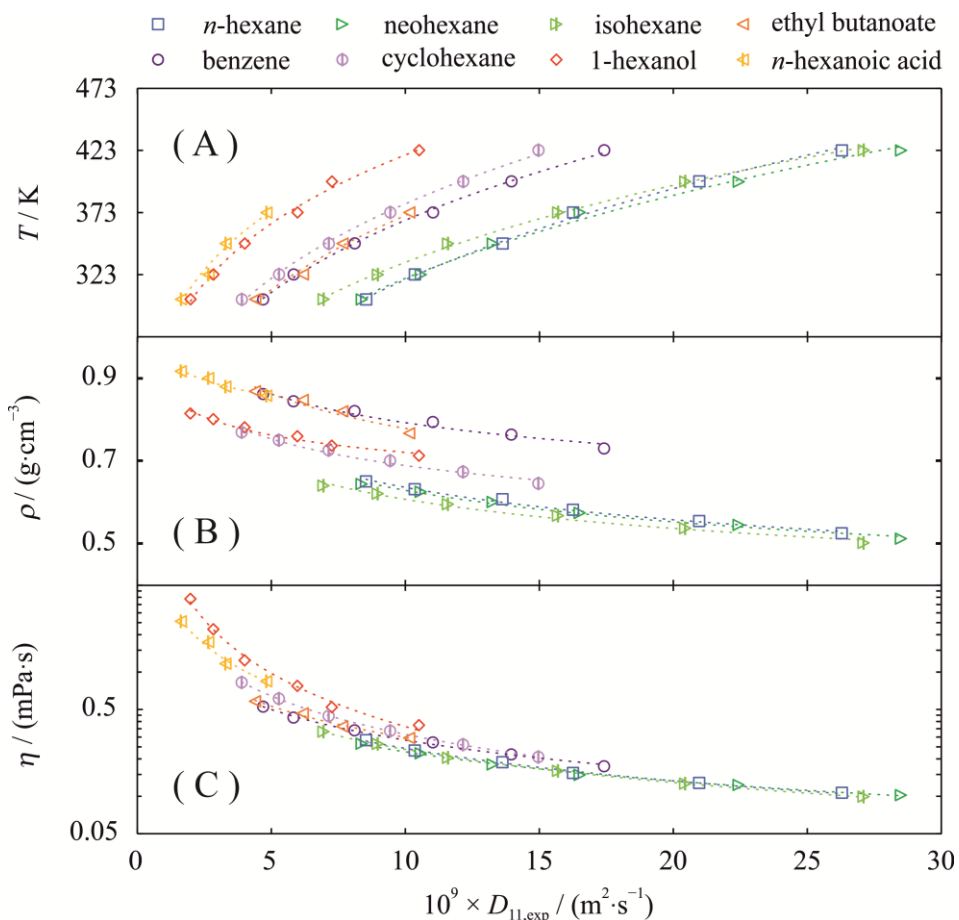 n-hexane neohexane isohexane ethyl butanoate
benzene cyclohexane 1-hexanol n-hexanoic acid
473
( A )
423
T / K
373
323
0.9
ρ / (g·cm⁻³)
0.7
( B )
0.5
η / (mPa·s)
0.5
( C )
0.05
0 5 10 15 20 25 30
10⁹ × D₁₁,exp / (m²·s⁻¹)